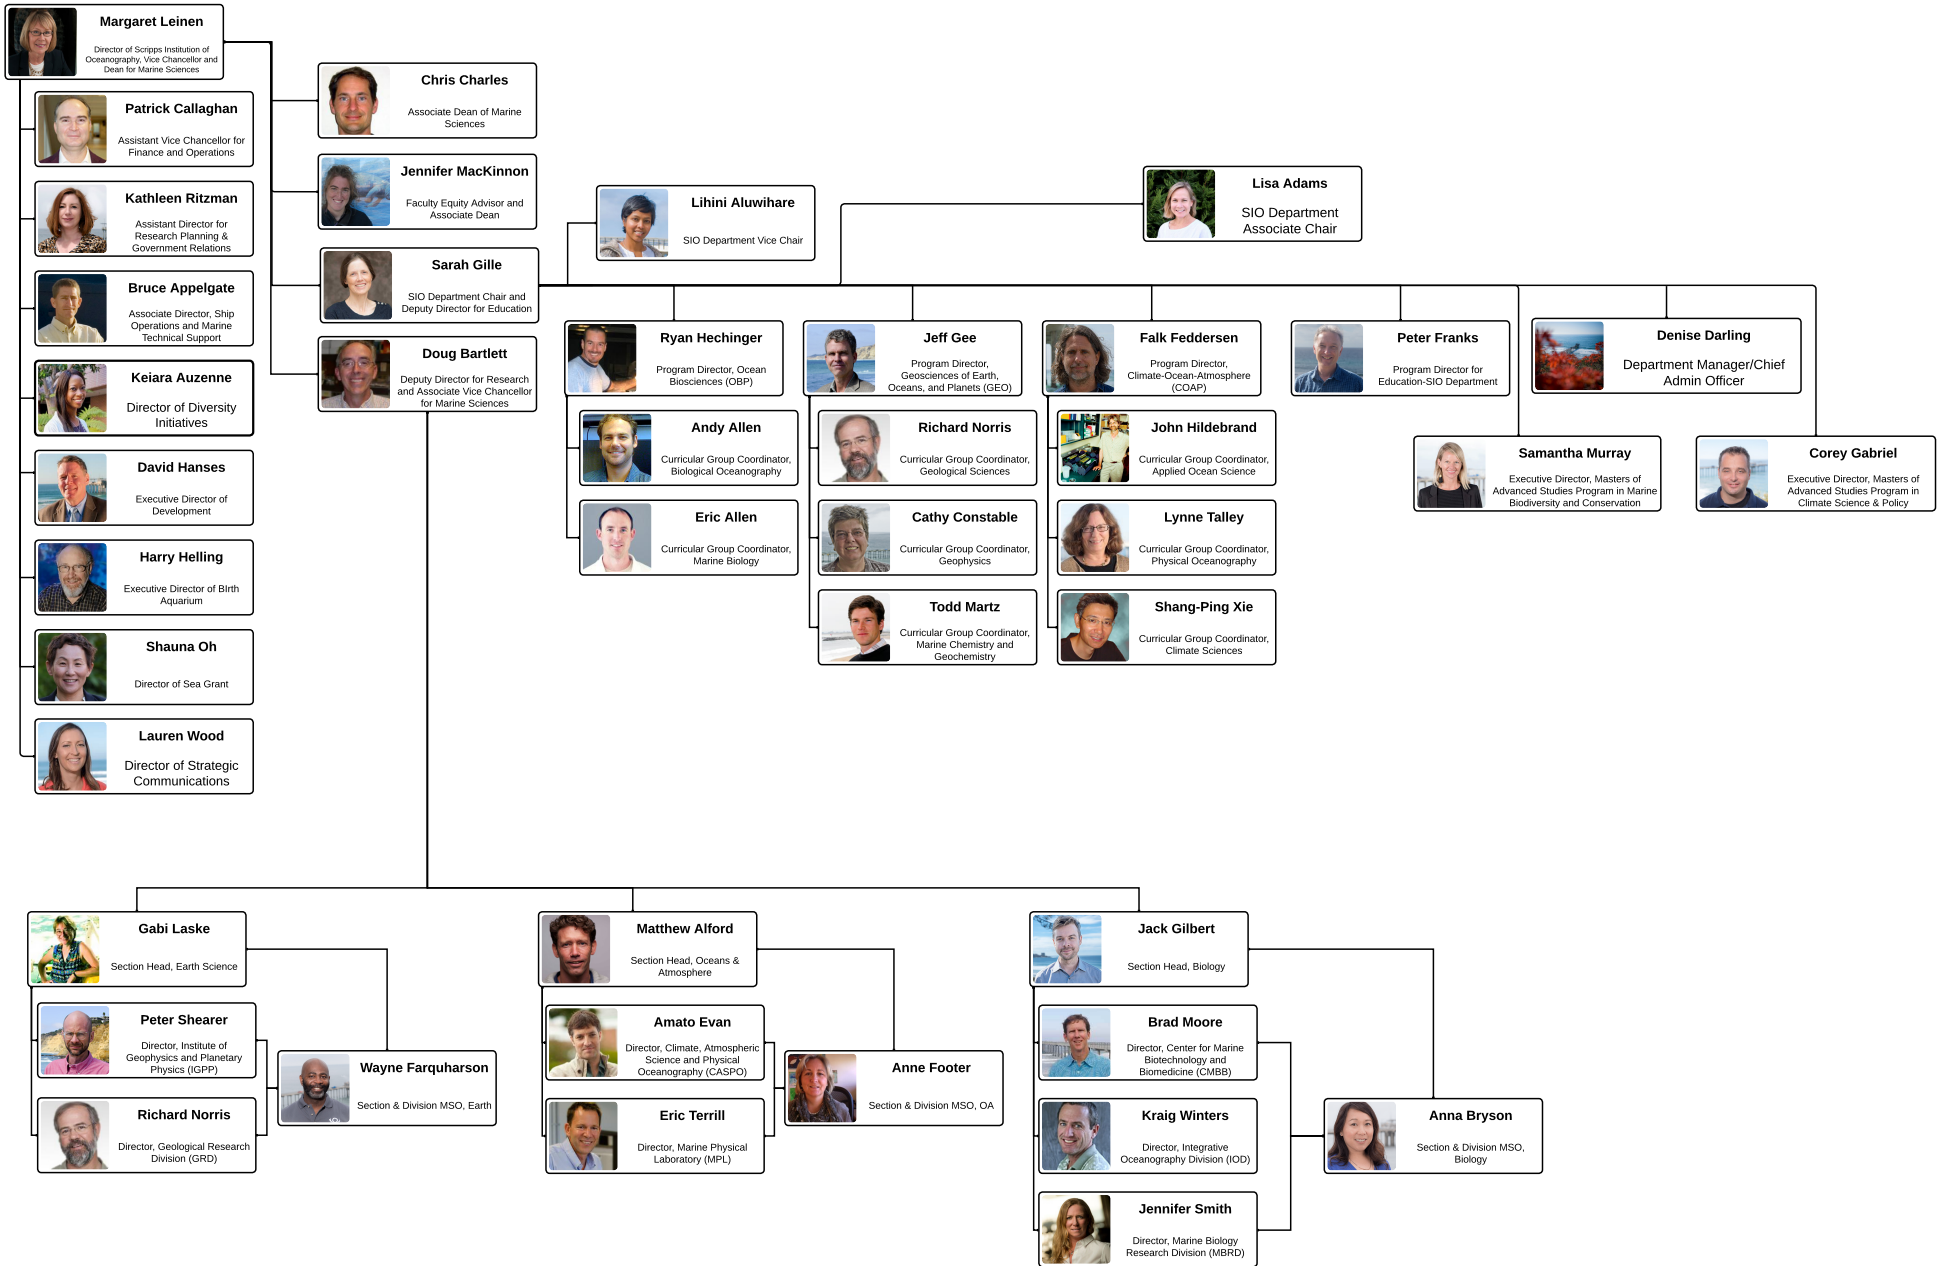 Margaret Leinen
Director of Scripps Institution of
Oceanography, Vice Chancellor and
Dean for Marine Sciences
Patrick Callaghan
Assistant Vice Chancellor for
Finance and Operations
Kathleen Ritzman
Assistant Director for
Research Planning &
Government Relations
Bruce Appelgate
Associate Director, Ship
Operations and Marine
Technical Support
Keiara Auzenne
Director of Diversity
Initiatives
David Hanses
Executive Director of
Development
Harry Helling
Executive Director of BIrth
Aquarium
Shauna Oh
Director of Sea Grant
Lauren Wood
Director of Strategic
Communications
Chris Charles
Associate Dean of Marine
Sciences
Jennifer MacKinnon
Faculty Equity Advisor and
Associate Dean
Sarah Gille
SIO Department Chair and
Deputy Director for Education
Doug Bartlett
Deputy Director for Research
and Associate Vice Chancellor
for Marine Sciences
Lihini Aluwihare
SIO Department Vice Chair
Lisa Adams
SIO Department
Associate Chair
Ryan Hechinger
Program Director, Ocean
Biosciences (OBP)
Andy Allen
Curricular Group Coordinator,
Biological Oceanography
Eric Allen
Curricular Group Coordinator,
Marine Biology
Jeff Gee
Program Director,
Geosciences of Earth,
Oceans, and Planets (GEO)
Richard Norris
Curricular Group Coordinator,
Geological Sciences
Cathy Constable
Curricular Group Coordinator,
Geophysics
Todd Martz
Curricular Group Coordinator,
Marine Chemistry and
Geochemistry
Falk Feddersen
Program Director,
Climate-Ocean-Atmosphere
(COAP)
John Hildebrand
Curricular Group Coordinator,
Applied Ocean Science
Lynne Talley
Curricular Group Coordinator,
Physical Oceanography
Shang-Ping Xie
Curricular Group Coordinator,
Climate Sciences
Peter Franks
Program Director for
Education-SIO Department
Denise Darling
Department Manager/Chief
Admin Officer
Samantha Murray
Executive Director, Masters of
Advanced Studies Program in Marine
Biodiversity and Conservation
Corey Gabriel
Executive Director, Masters of
Advanced Studies Program in
Climate Science & Policy
Gabi Laske
Section Head, Earth Science
Peter Shearer
Director, Institute of
Geophysics and Planetary
Physics (IGPP)
Richard Norris
Director, Geological Research
Division (GRD)
Wayne Farquharson
Section & Division MSO, Earth
Matthew Alford
Section Head, Oceans &
Atmosphere
Amato Evan
Director, Climate, Atmospheric
Science and Physical
Oceanography (CASPO)
Eric Terrill
Director, Marine Physical
Laboratory (MPL)
Anne Footer
Section & Division MSO, OA
Jack Gilbert
Section Head, Biology
Brad Moore
Director, Center for Marine
Biotechnology and
Biomedicine (CMBB)
Kraig Winters
Director, Integrative
Oceanography Division (IOD)
Jennifer Smith
Director, Marine Biology
Research Division (MBRD)
Anna Bryson
Section & Division MSO,
Biology